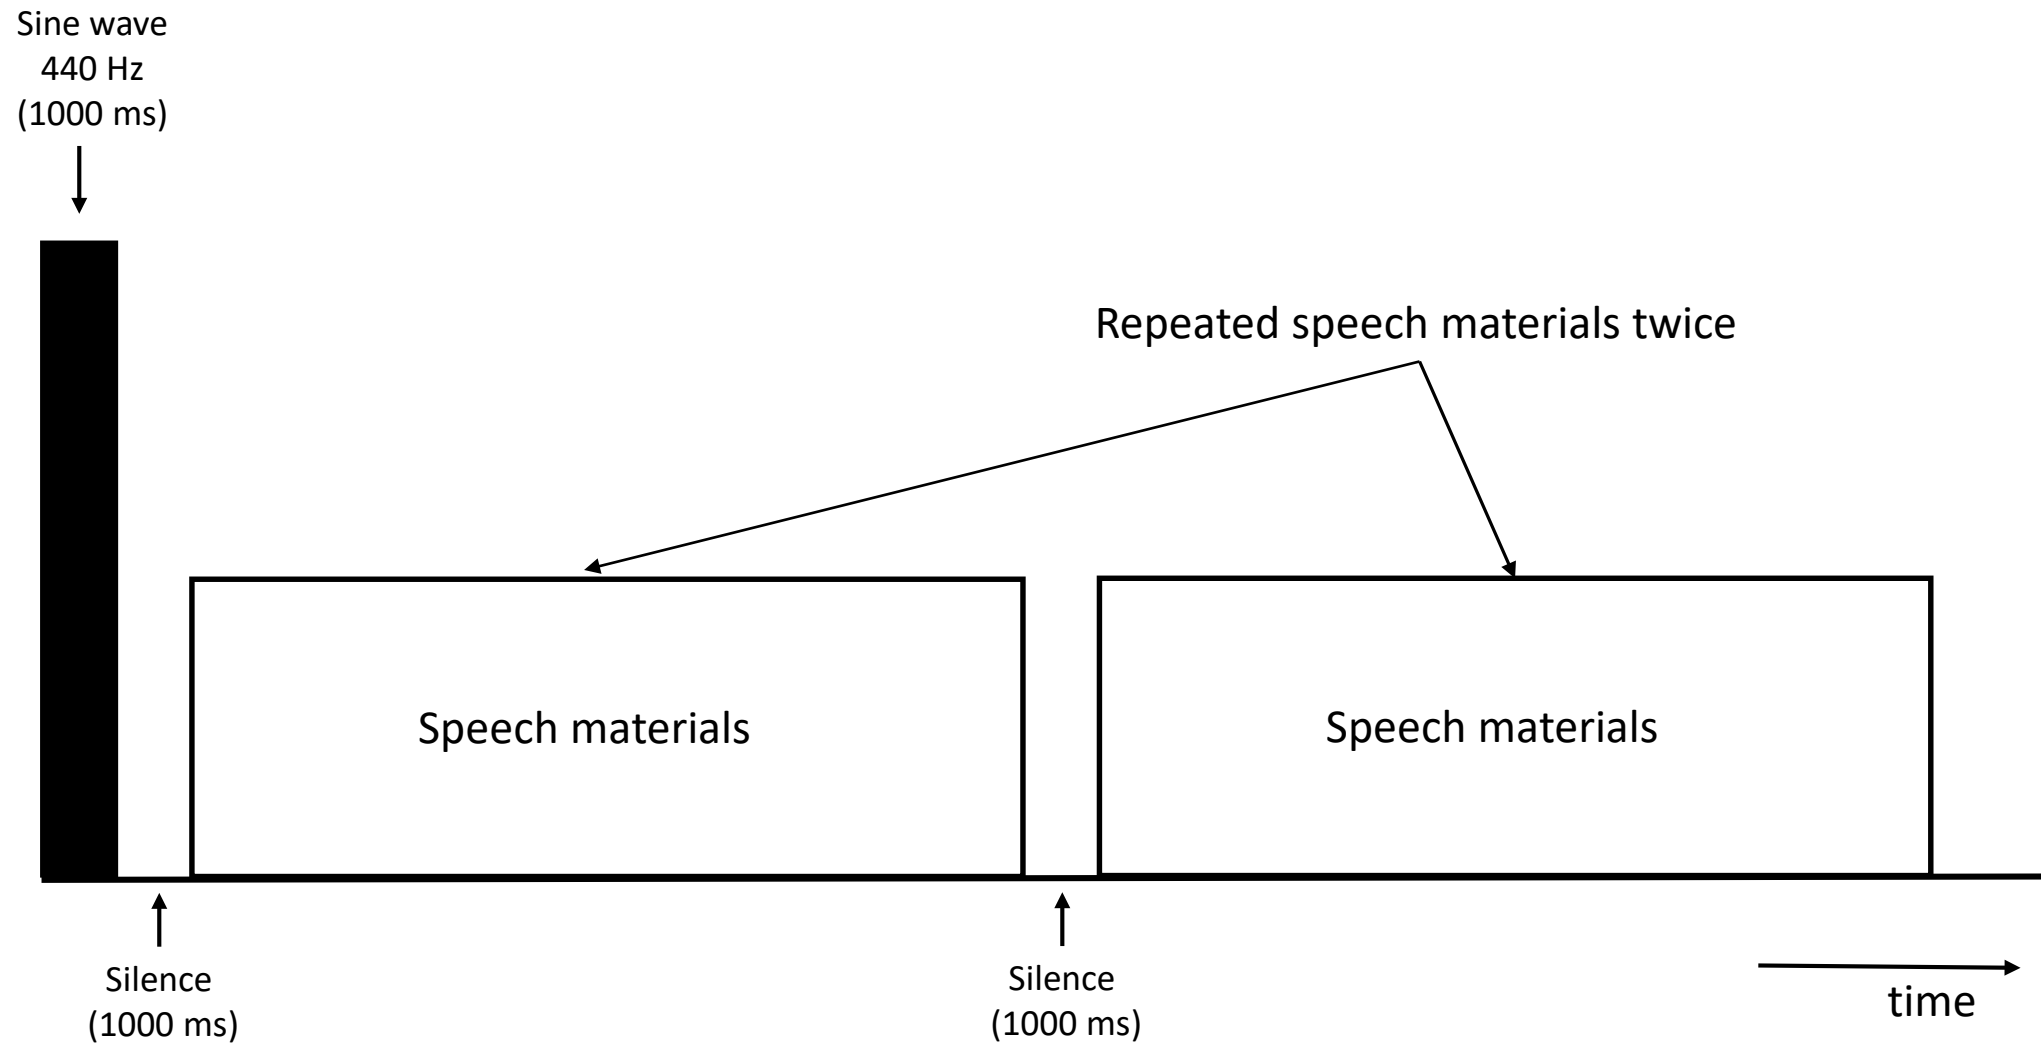 Sine wave
440 Hz
(1000 ms)
Repeated speech materials twice
Speech materials
Speech materials
Silence
(1000 ms)
Silence
(1000 ms)
time